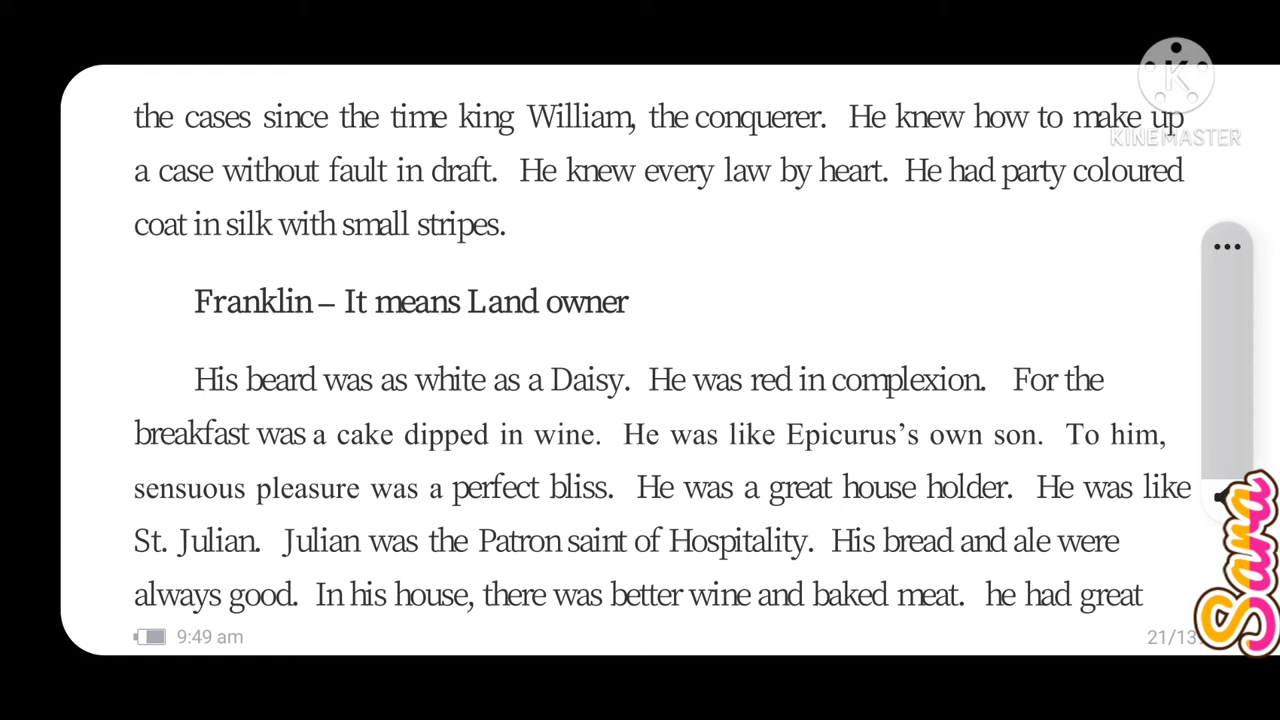 the cases since the time king William, the conquerer. He knew how to make up
a case without fault in draft. He knew every law by heart. He had party coloured
coat in silk with small stripes.
Franklin – It means Land owner
His beard was as white as a Daisy. He was red in complexion. For the
breakfast was a cake dipped in wine. He was like Epicurus’s own son. To him,
sensuous pleasure was a perfect bliss. He was a great house holder. He was like
St. Julian. Julian was the Patron saint of Hospitality. His bread and ale were
always good. In his house, there was better wine and baked meat. he had great
9:49 am
K
KINEMASTER
Sara